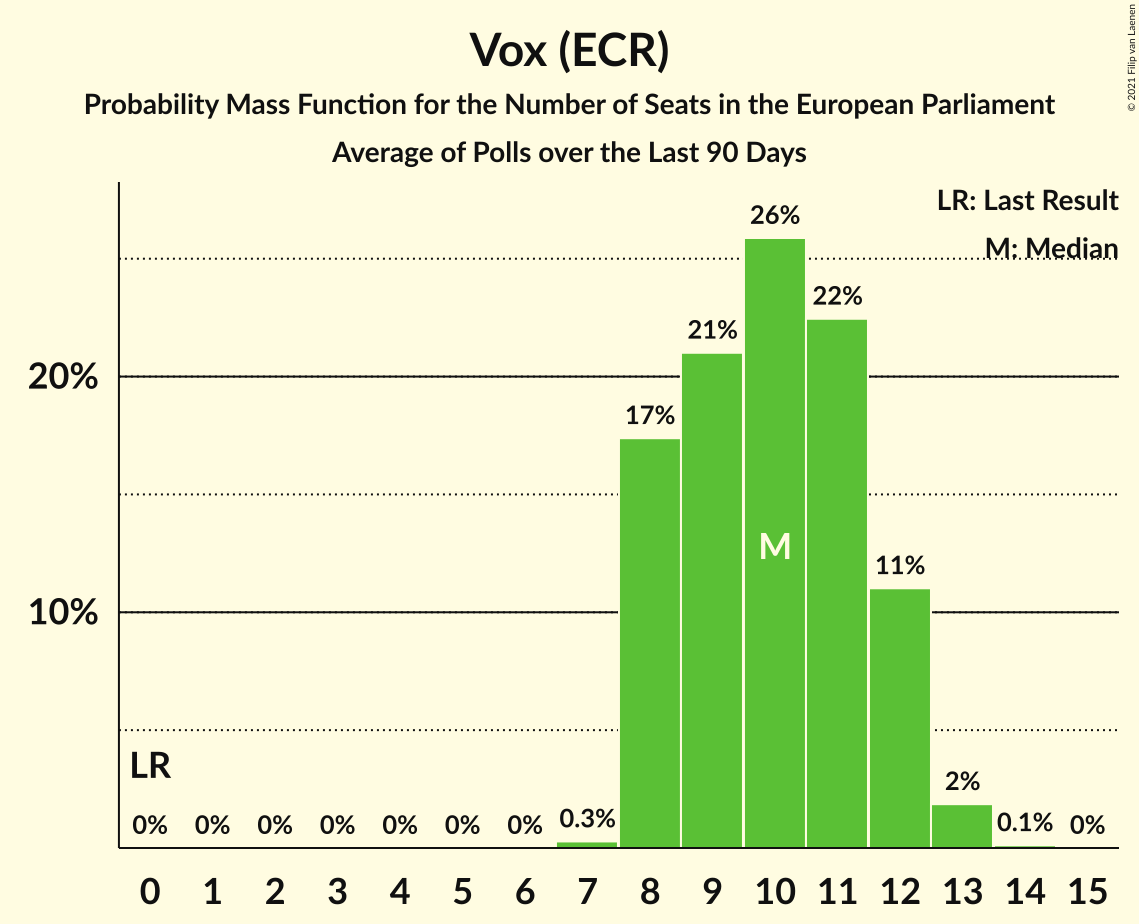 Vox (ECR)
Probability Mass Function for the Number of Seats in the European Parliament
Average of Polls over the Last 90 Days
© 2021 Filip van Laenen
LR: Last Result
M: Median
26%
22%
21%
20%
17%
M
11%
10%
LR
2%
0% 0% 0% 0% 0% 0% 0% 0.3% 0.1% 0%
0 1 2 3 4 5 6 7 8 9 10 11 12 13 14 15